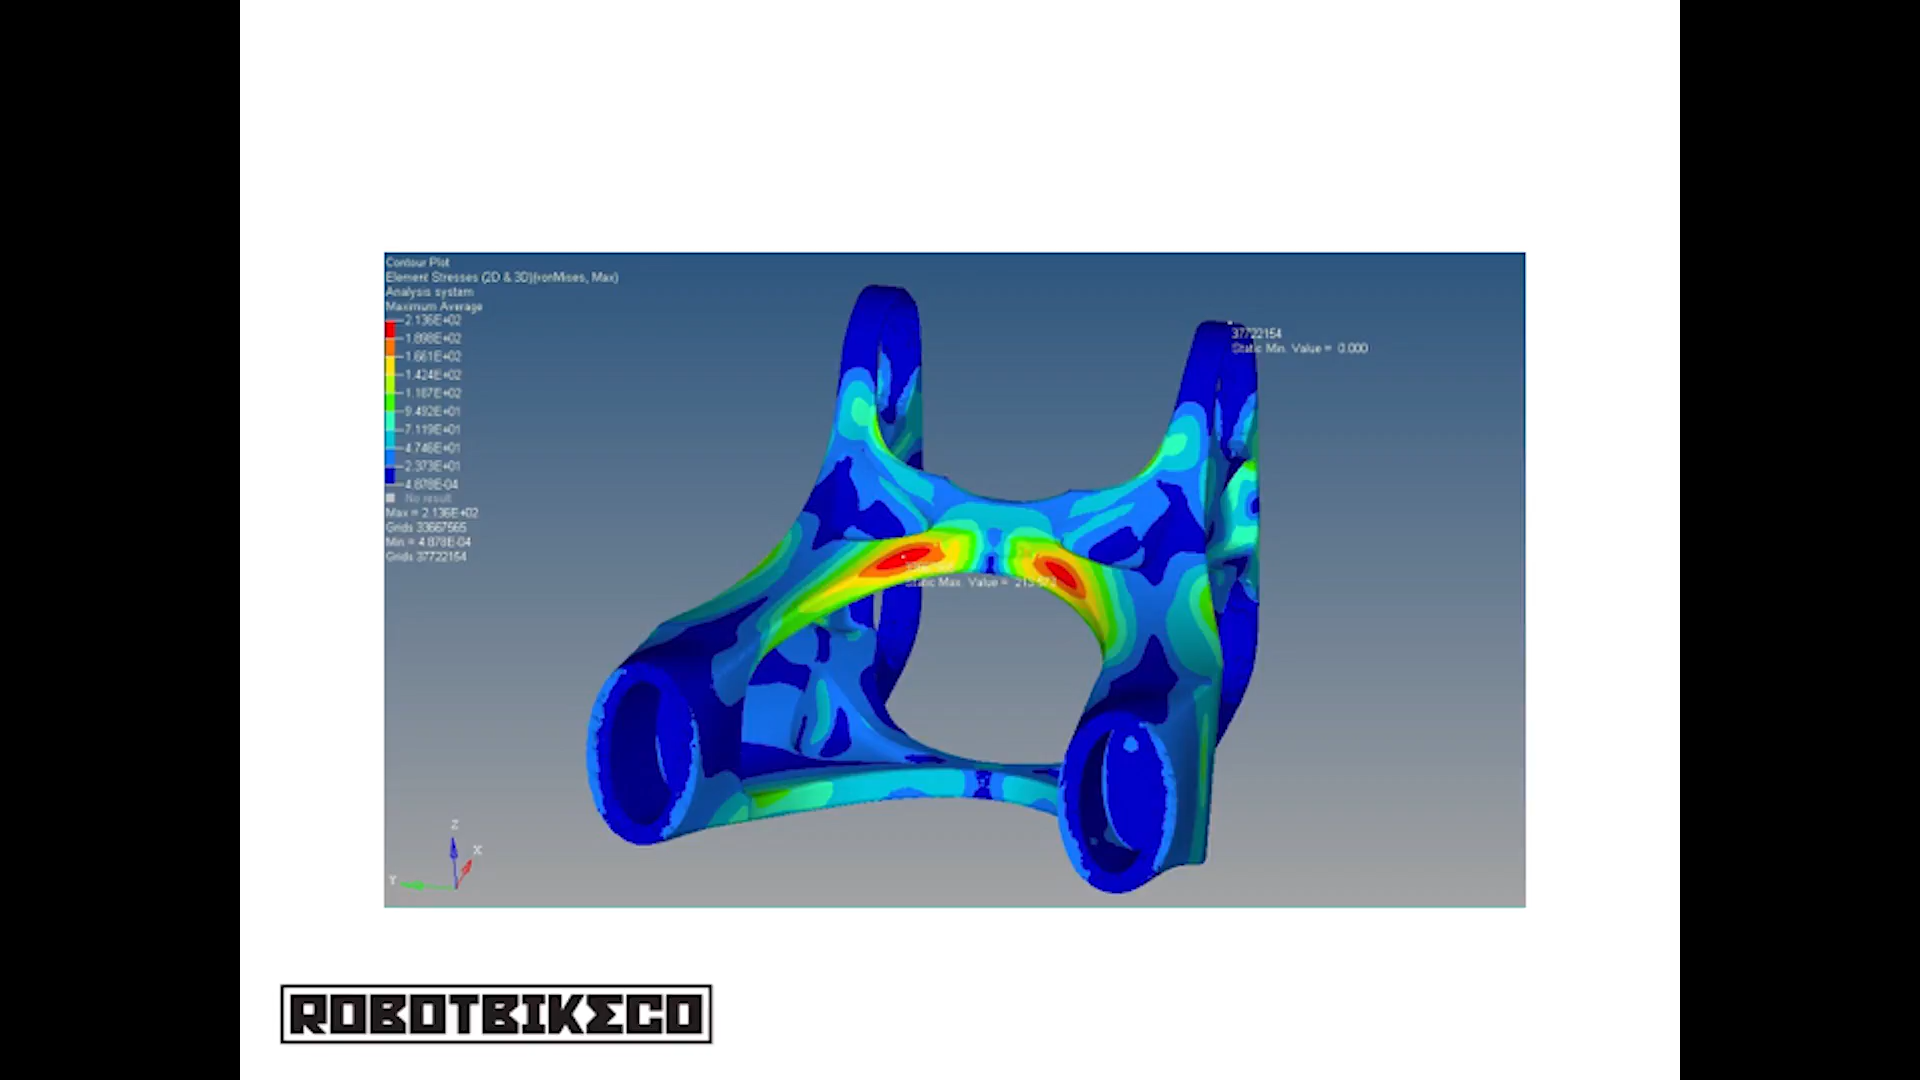 Contour Plot
Element Stresses (2D & 3D)(vonMises, Max)
Analysis system
Maximum Average
2.136E+02
1.898E+02
1.661E+02
1.424E+02
1.187E+02
9.492E+01
7.119E+01
4.746E+01
2.373E+01
4.878E-04
No result
Max = 2.136E+02
Grids 33667565
Min = 4.878E-04
Grids 37722154
37722154
Static Min. Value = 0.000
Static Max. Value =
Z
X
Y
ROBOTBIKECO